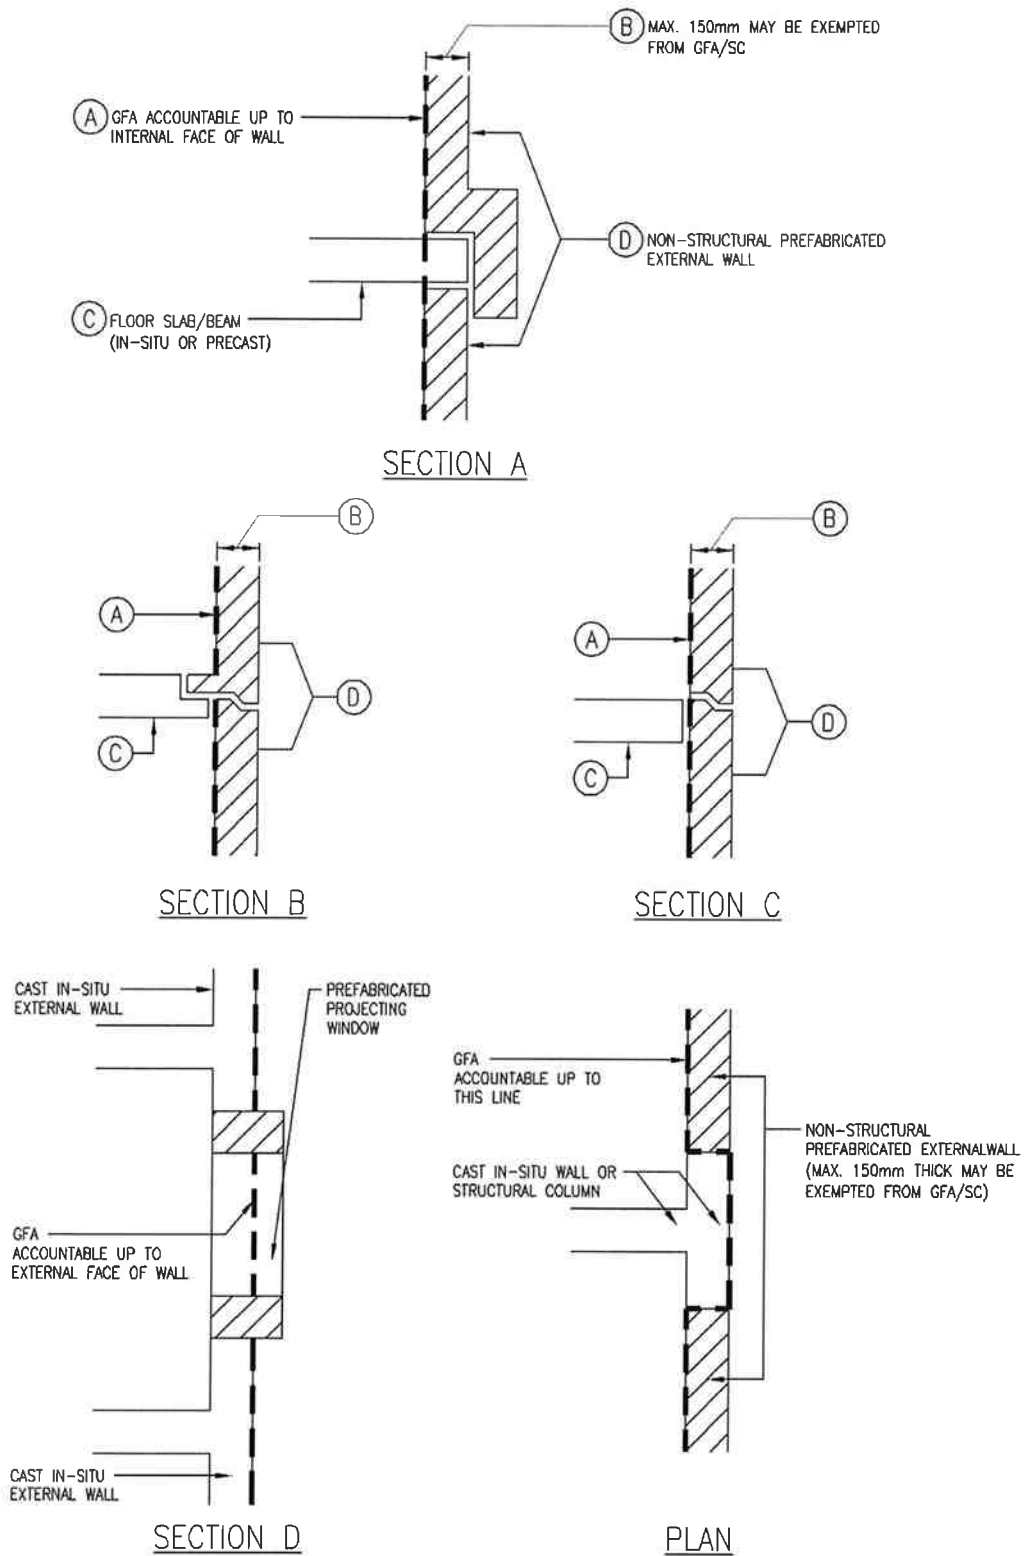 B MAX. 150mm MAY BE EXEMPTED
FROM GFA/SC
A GFA ACCOUNTABLE UP TO
INTERNAL FACE OF WALL
D NON-STRUCTURAL PREFABRICATED
EXTERNAL WALL
C FLOOR SLAB/BEAM
(IN-SITU OR PRECAST)
SECTION A
B
A
D
C
SECTION B
B
A
D
C
SECTION C
CAST IN-SITU
EXTERNAL WALL
PREFABRICATED
PROJECTING
WINDOW
GFA
ACCOUNTABLE UP TO
EXTERNAL FACE OF WALL
CAST IN-SITU
EXTERNAL WALL
SECTION D
GFA
ACCOUNTABLE UP TO
THIS LINE
CAST IN-SITU WALL OR
STRUCTURAL COLUMN
NON-STRUCTURAL
PREFABRICATED EXTERNALWALL
(MAX. 150mm THICK MAY BE
EXEMPTED FROM GFA/SC)
PLAN